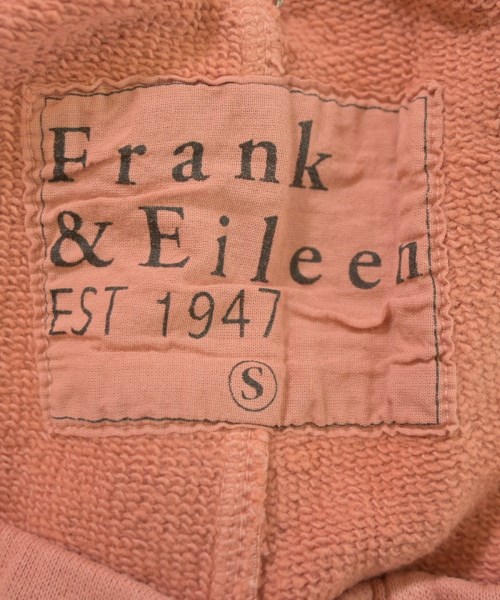 Frank
& Eileen
EST 1947
S